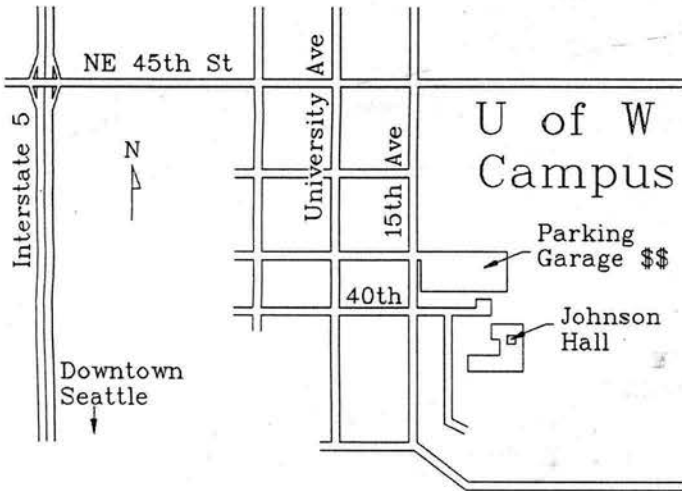 NE 45th St
University Ave
Interstate 5
N
15th Ave
U of W
Campus
Parking
Garage $$
40th
Johnson
Hall
Downtown
Seattle